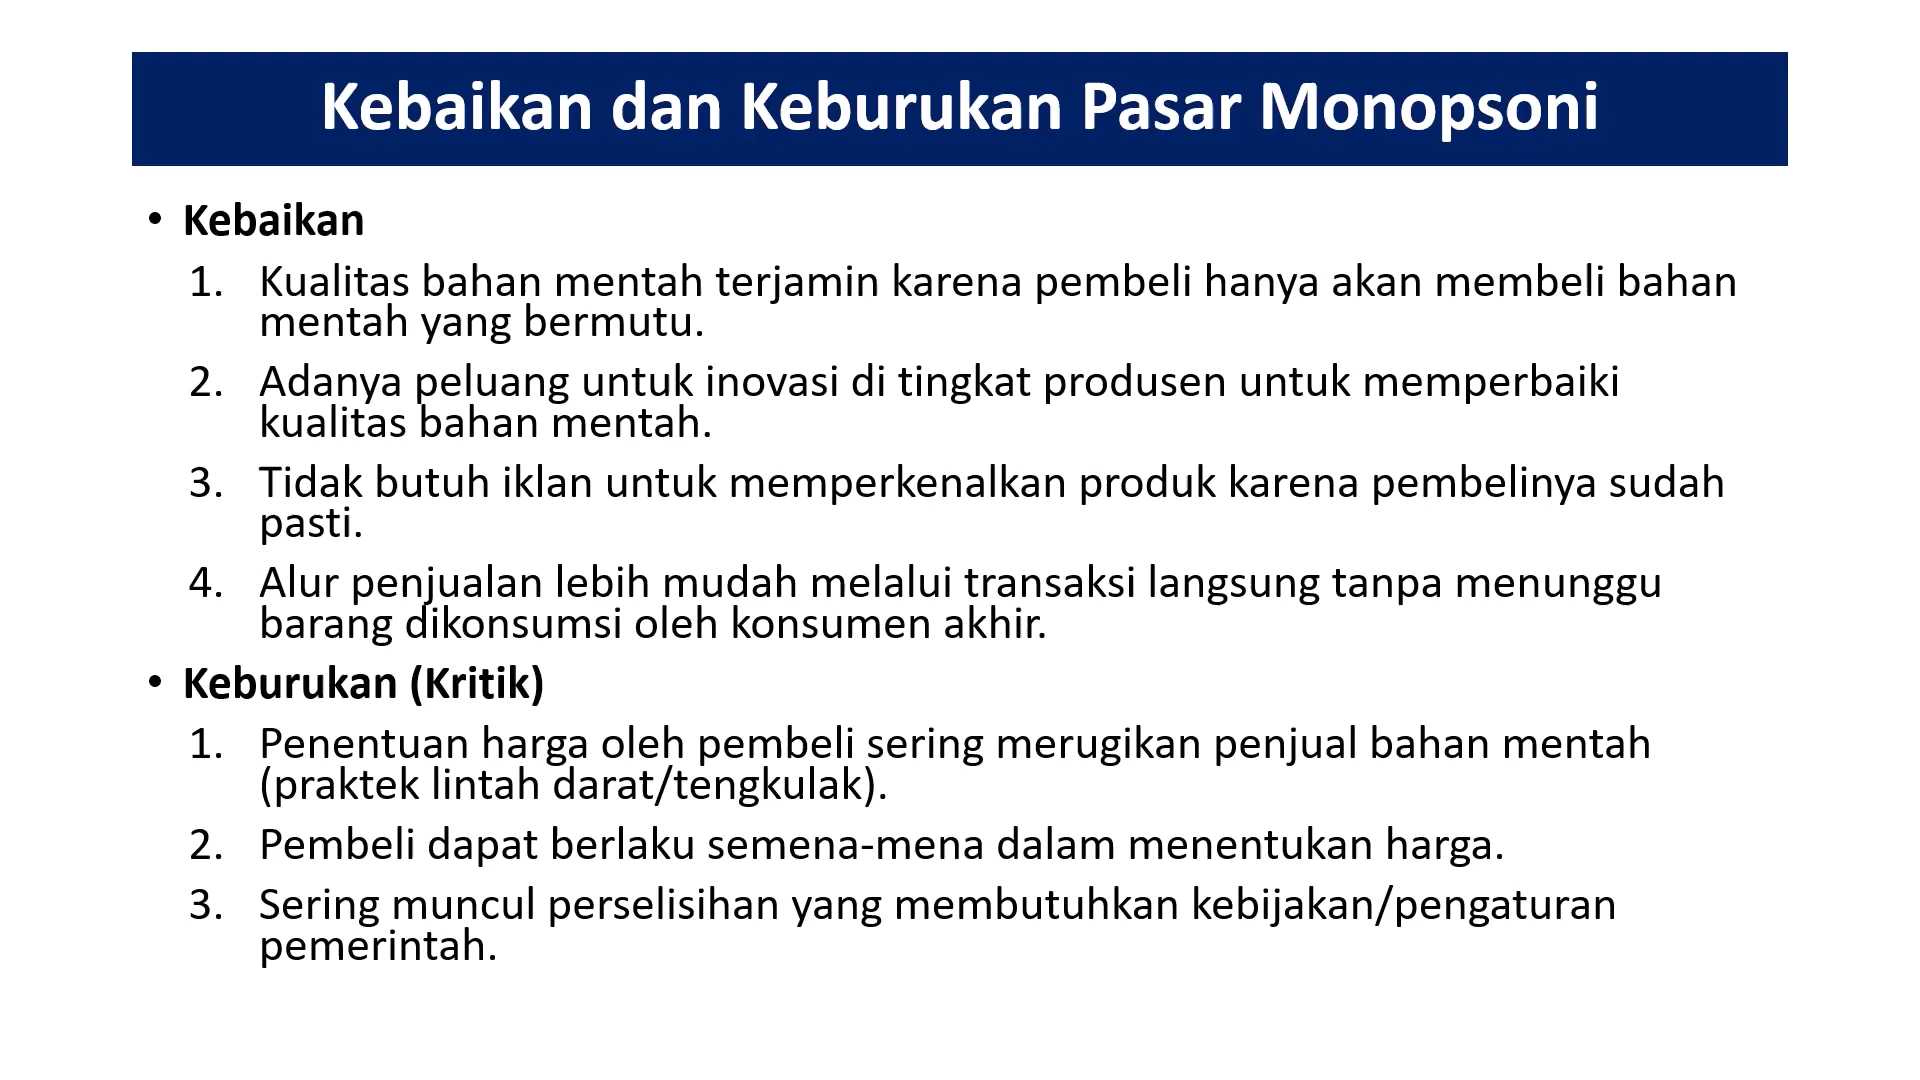 Kebaikan dan Keburukan Pasar Monopsoni
• Kebaikan
1. Kualitas bahan mentah terjamin karena pembeli hanya akan membeli bahan
mentah yang bermutu.
2. Adanya peluang untuk inovasi di tingkat produsen untuk memperbaiki
kualitas bahan mentah.
3. Tidak butuh iklan untuk memperkenalkan produk karena pembelinya sudah
pasti.
4. Alur penjualan lebih mudah melalui transaksi langsung tanpa menunggu
barang dikonsumsi oleh konsumen akhir.
• Keburukan (Kritik)
1. Penentuan harga oleh pembeli sering merugikan penjual bahan mentah
(praktek lintah darat/tengkulak).
2. Pembeli dapat berlaku semena-mena dalam menentukan harga.
3. Sering muncul perselisihan yang membutuhkan kebijakan/pengaturan
pemerintah.